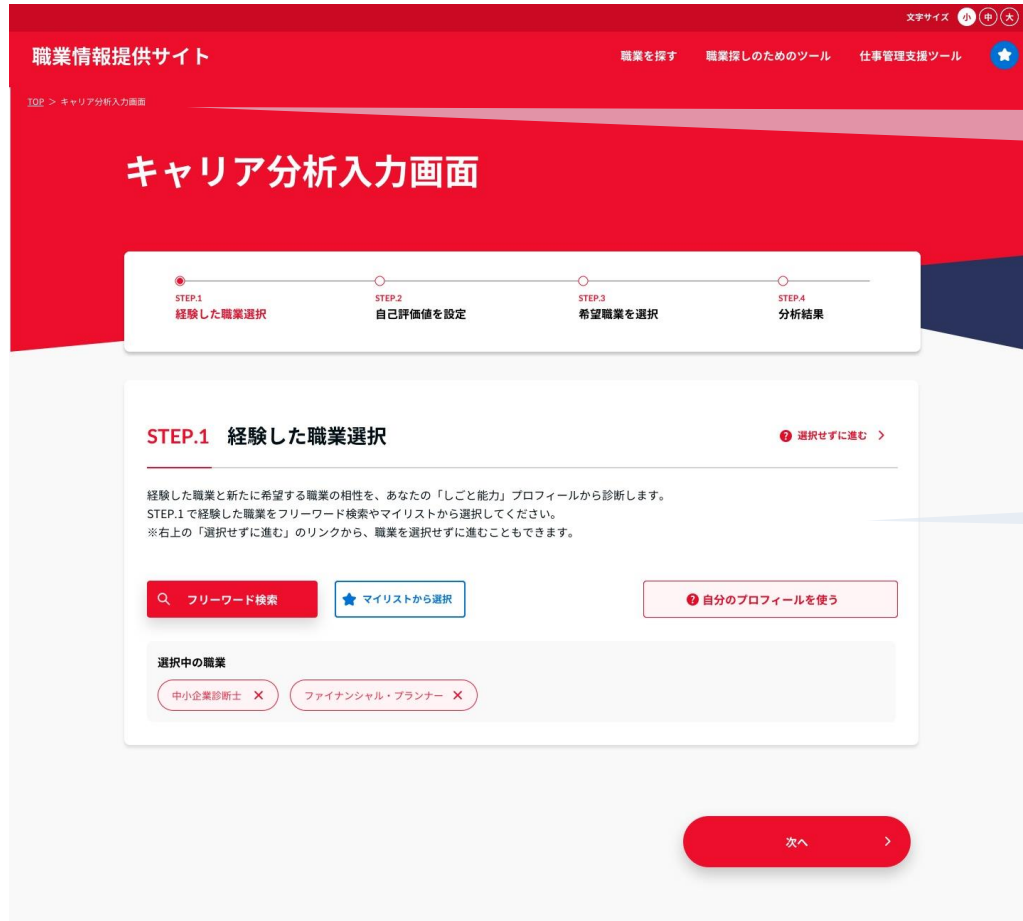 文字サイズ 小 中 大
職業情報提供サイト 職業を探す 職業探しのためのツール 仕事管理支援ツール
TOP > キャリア分析入力画面
キャリア分析入力画面
STEP.1 STEP.2 STEP.3 STEP.4
経験した職業選択 自己評価値を設定 希望職業を選択 分析結果
STEP.1 経験した職業選択 ? 選択せずに進む >
経験した職業と新たに希望する職業の相性を、あなたの「しごと能力」プロフィールから診断します。
STEP.1で経験した職業をフリーワード検索やマイリストから選択してください。
※右上の「選択せずに進む」のリンクから、職業を選択せずに進むこともできます。
フリーワード検索 マイリストから選択 ? 自分のプロフィールを使う
選択中の職業
中小企業診断士 × ファイナンシャル・プランナー ×
次へ >